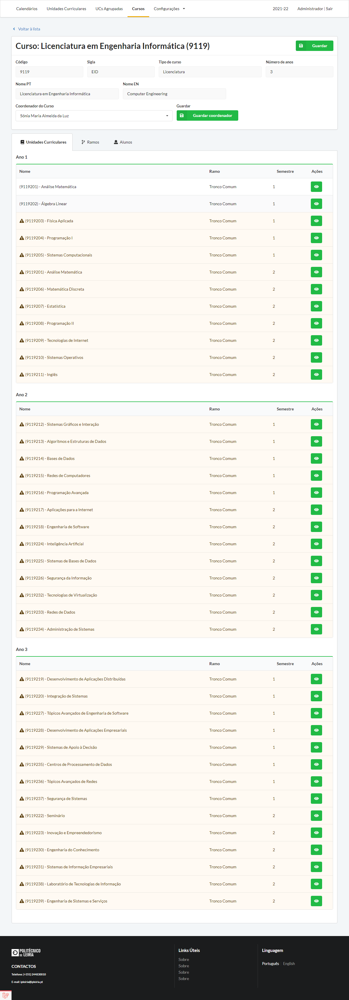 Calendários Unidades Curriculares UCs Agrupadas Cursos Configurações 2021-22 Administrador | Sair
Voltar à lista
Curso: Licenciatura em Engenharia Informática (9119) Guardar
Código Sigla Tipo de curso Número de anos
9119 EID Licenciatura 3
Nome PT Nome EN
Licenciatura em Engenharia Informática Computer Engineering
Coordenador do Curso Guardar
Sónia Maria Almeida da Luz Guardar coordenador
Unidades Curriculares Ramos Alunos
Ano 1
Nome Ramo Semestre Ações
(9119201) - Análise Matemática Tronco Comum 1
(9119202) - Álgebra Linear Tronco Comum 1
(9119203) - Física Aplicada Tronco Comum 1
(9119204) - Programação I Tronco Comum 1
(9119205) - Sistemas Computacionais Tronco Comum 1
(9119201) - Análise Matemática Tronco Comum 2
(9119206) - Matemática Discreta Tronco Comum 2
(9119207) - Estatística Tronco Comum 2
(9119208) - Programação II Tronco Comum 2
(9119209) - Tecnologias de Internet Tronco Comum 2
(9119210) - Sistemas Operativos Tronco Comum 2
(9119211) - Inglês Tronco Comum 2
Ano 2
Nome Ramo Semestre Ações
(9119212) - Sistemas Gráficos e Interação Tronco Comum 1
(9119213) - Algoritmos e Estruturas de Dados Tronco Comum 1
(9119214) - Bases de Dados Tronco Comum 1
(9119215) - Redes de Computadores Tronco Comum 1
(9119216) - Programação Avançada Tronco Comum 1
(9119217) - Aplicações para a Internet Tronco Comum 2
(9119218) - Engenharia de Software Tronco Comum 2
(9119224) - Inteligência Artificial Tronco Comum 2
(9119225) - Sistemas de Bases de Dados Tronco Comum 2
(9119226) - Segurança da Informação Tronco Comum 2
(9119232) - Tecnologias de Virtualização Tronco Comum 2
(9119233) - Redes de Dados Tronco Comum 2
(9119234) - Administração de Sistemas Tronco Comum 2
Ano 3
Nome Ramo Semestre Ações
(9119219) - Desenvolvimento de Aplicações Distribuídas Tronco Comum 1
(9119220) - Integração de Sistemas Tronco Comum 1
(9119227) - Tópicos Avançados de Engenharia de Software Tronco Comum 1
(9119228) - Desenvolvimento de Aplicações Empresariais Tronco Comum 1
(9119229) - Sistemas de Apoio à Decisão Tronco Comum 1
(9119235) - Centros de Processamento de Dados Tronco Comum 1
(9119236) - Tópicos Avançados de Redes Tronco Comum 1
(9119237) - Segurança de Sistemas Tronco Comum 1
(9119222) - Seminário Tronco Comum 2
(9119223) - Inovação e Empreendedorismo Tronco Comum 2
(9119230) - Engenharia do Conhecimento Tronco Comum 2
(9119231) - Sistemas de Informação Empresariais Tronco Comum 2
(9119238) - Laboratório de Tecnologias de Informação Tronco Comum 2
(9119239) - Engenharia de Sistemas e Serviços Tronco Comum 2
POLITÉCNICO
DE LEIRIA
CONTACTOS
Telefone: (+351) 244830010
E-mail: ipleiria@ipleiria.pt
Links Úteis
Sobre
Sobre
Sobre
Sobre
Linguagem
Português | English